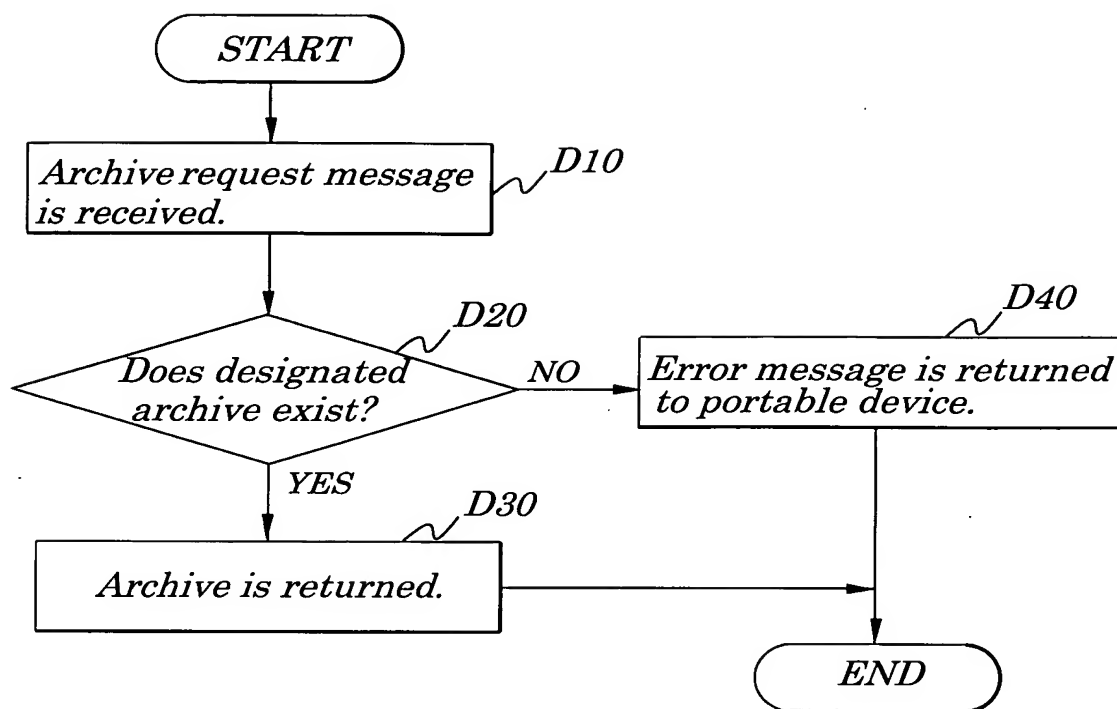 START
Archive request message
is received.
D10
D20
Does designated
archive exist?
NO
D40
Error message is returned
to portable device.
YES
D30
Archive is returned.
END